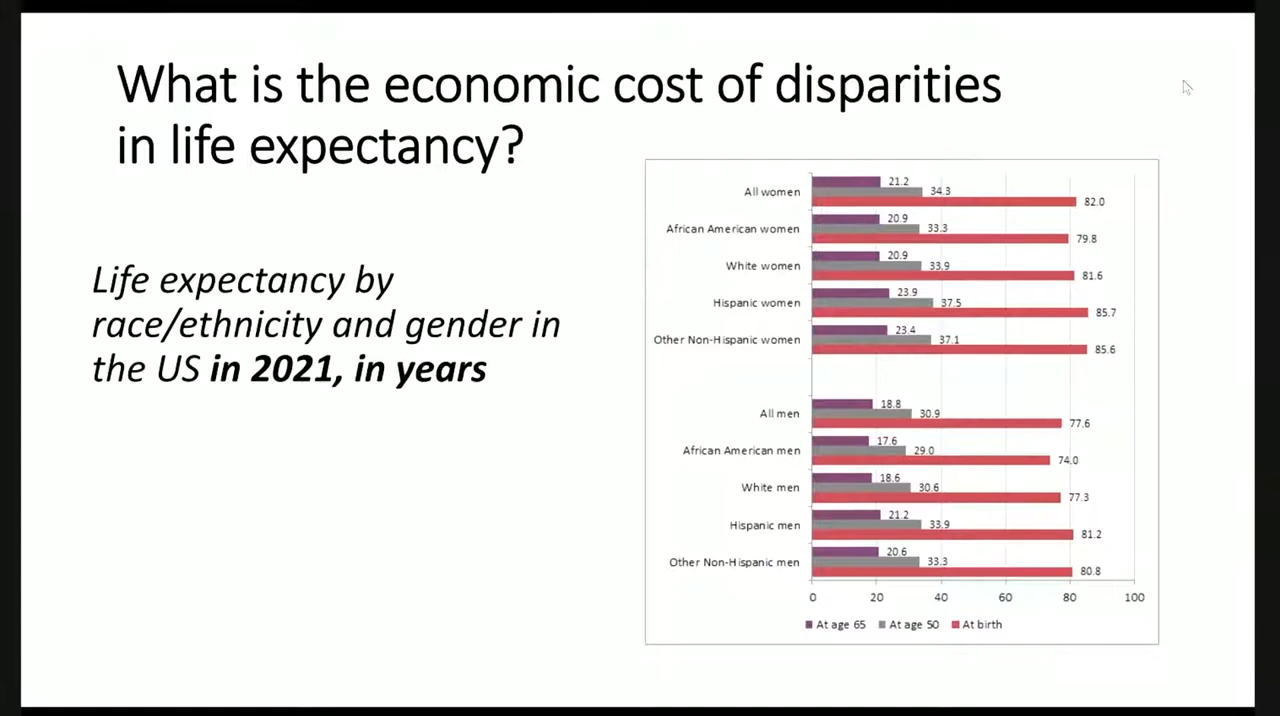 What is the economic cost of disparities
in life expectancy?
Life expectancy by
race/ethnicity and gender in
the US in 2021, in years
All women
21.2
34.3
82.0
African American women
20.9
33.3
79.8
White women
20.9
33.9
81.6
Hispanic women
23.9
37.5
85.7
Other Non-Hispanic women
23.4
37.1
85.6
All men
18.8
30.9
77.6
African American men
17.6
29.0
74.0
White men
18.6
30.6
77.3
Hispanic men
21.2
33.9
81.2
Other Non-Hispanic men
20.6
33.3
80.8
0 20 40 60 80 100
At age 65 At age 50 At birth